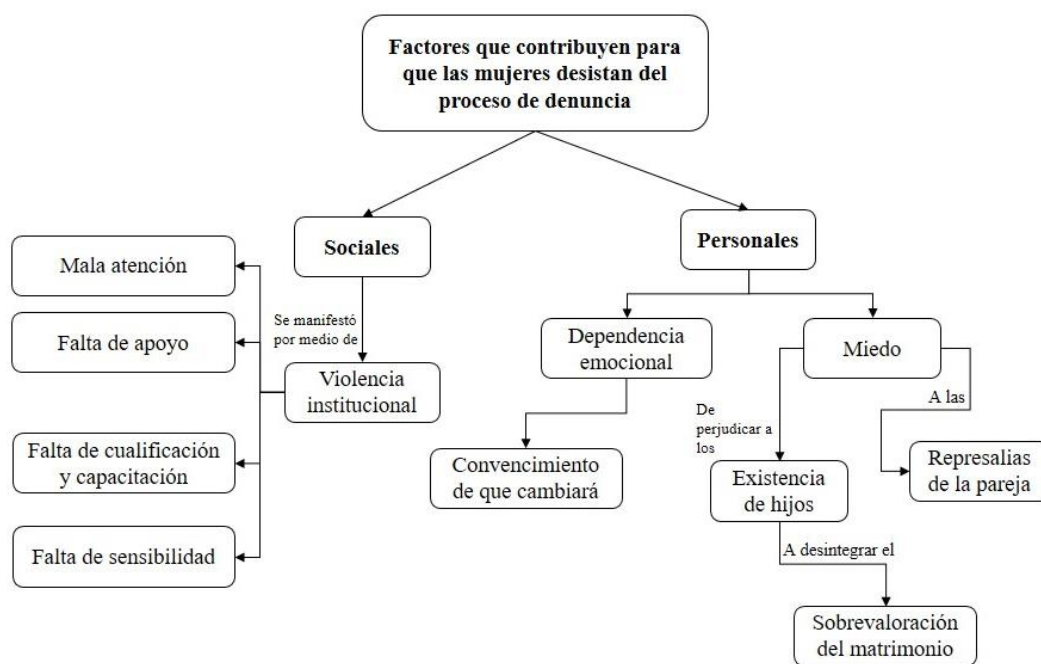 Factores que contribuyen para
que las mujeres desistan del
proceso de denuncia
Sociales
Personales
Mala atención
Falta de apoyo
Falta de cualificación
y capacitación
Falta de sensibilidad
Se manifestó
por medio de
Violencia
institucional
Dependencia
emocional
Convencimiento
de que cambiará
Miedo
De
perjudicar a
los
Existencia
de hijos
A las
Represalias
de la pareja
A desintegrar el
Sobrevaloración
del matrimonio